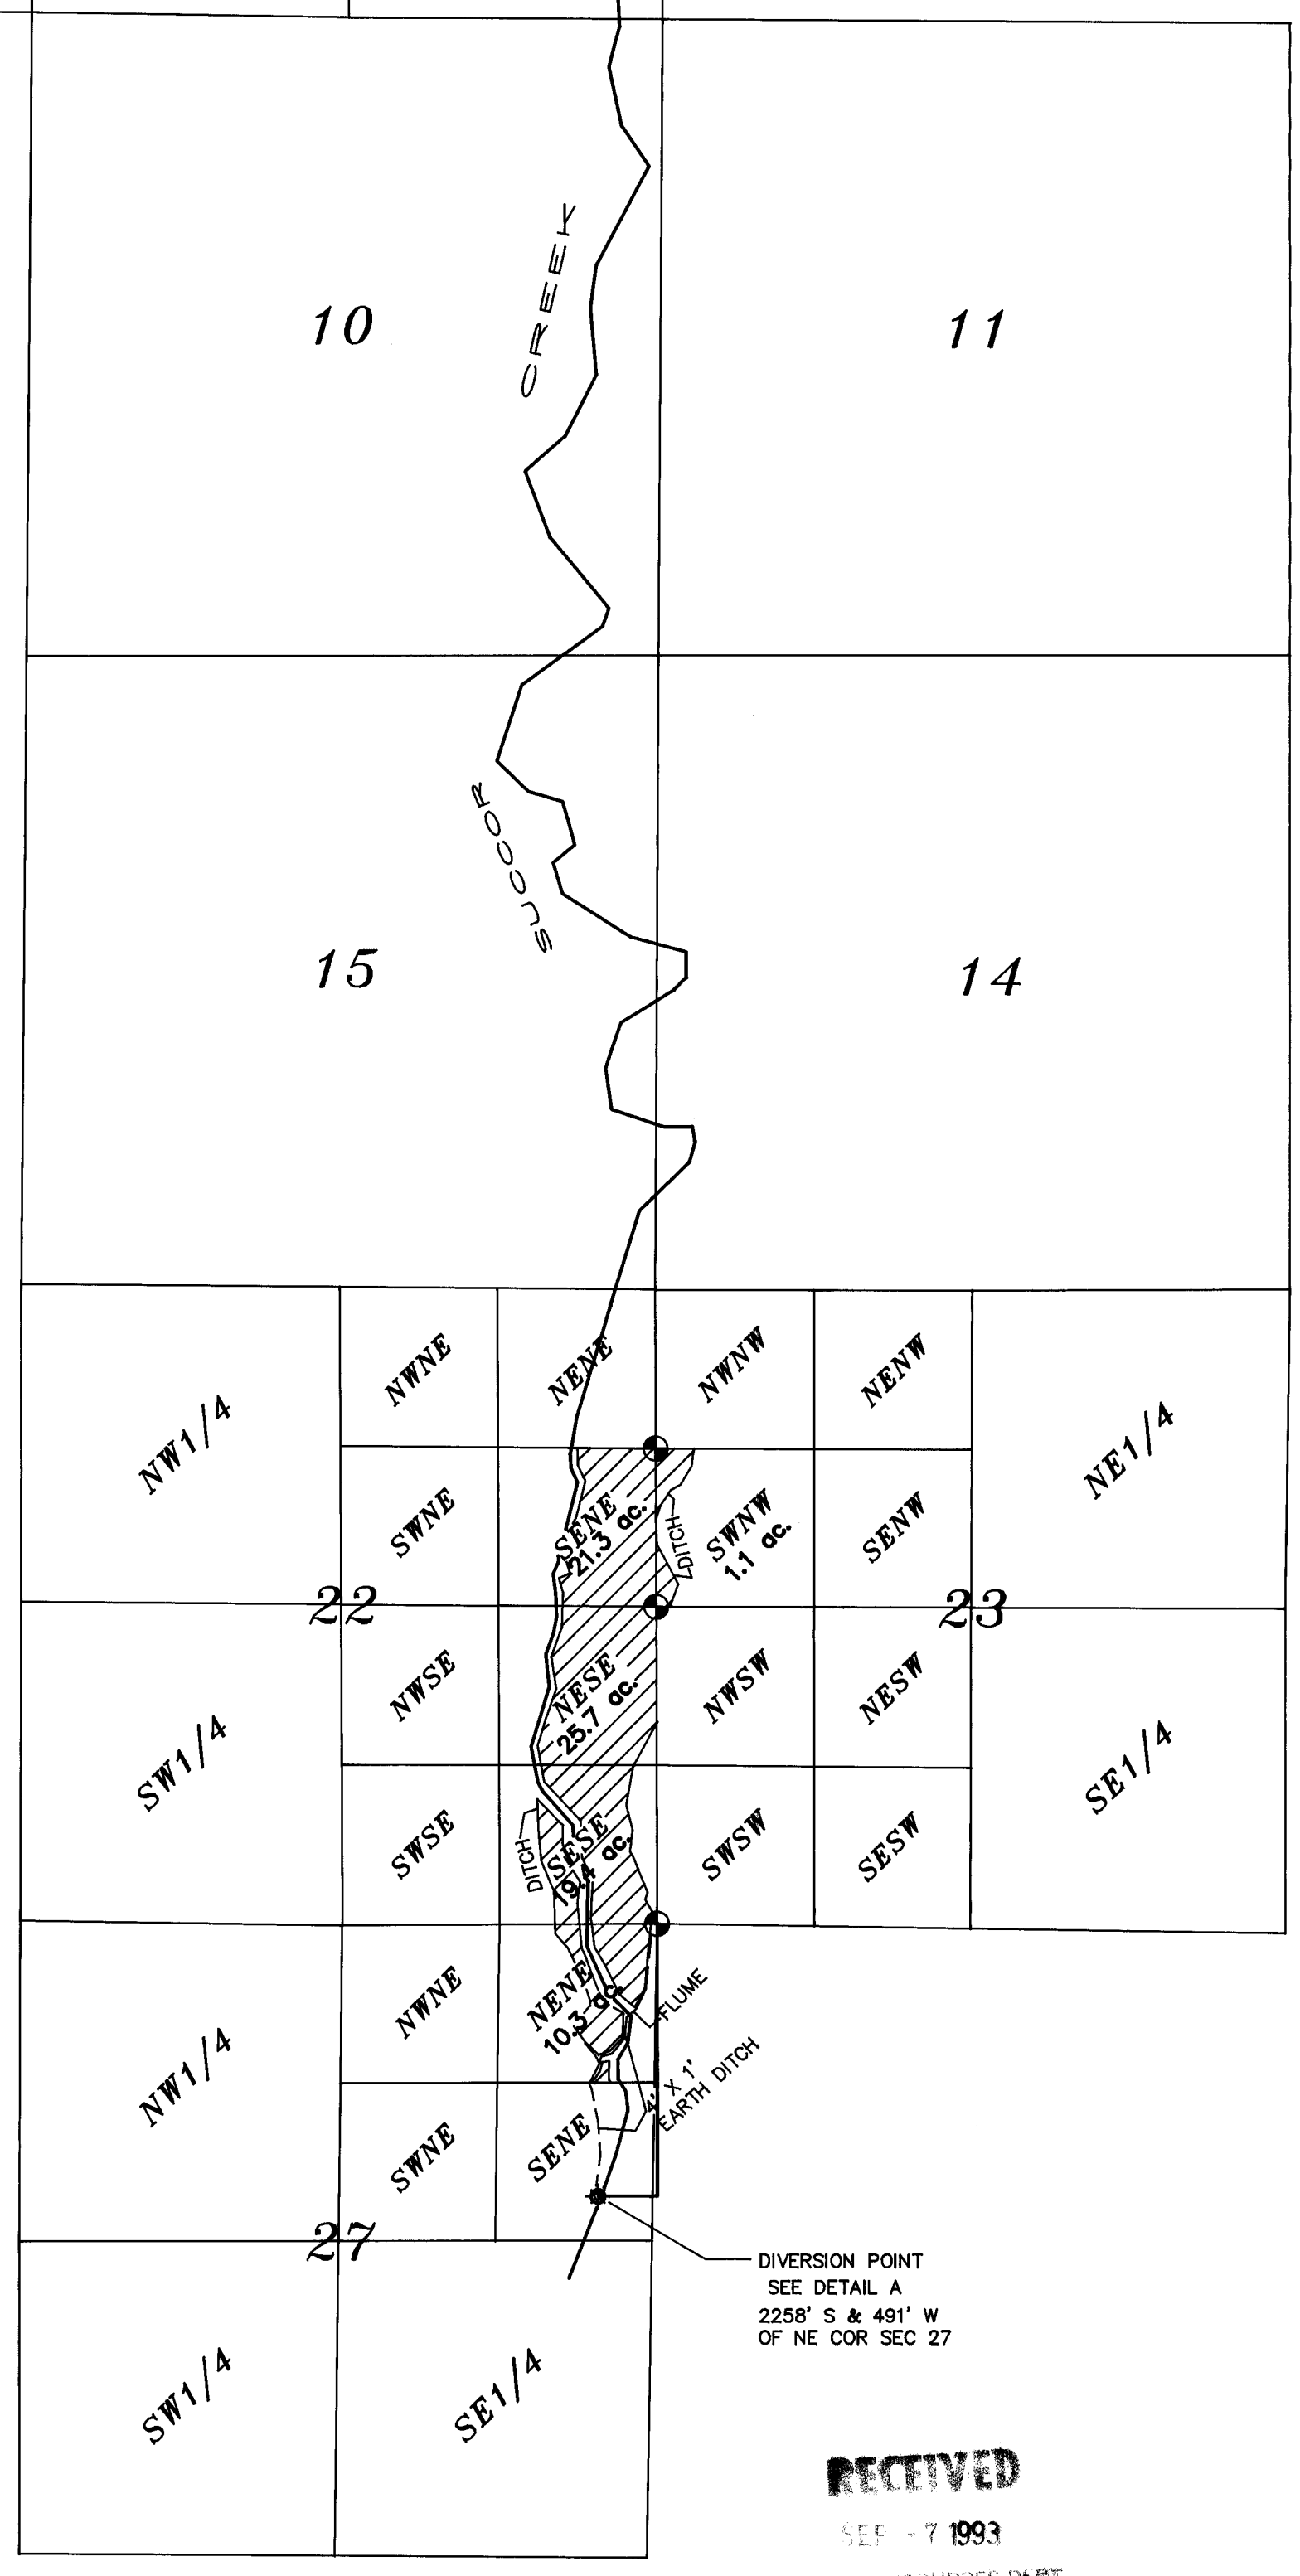 CREEK
10
11
SUCCOR
15
14
NWNE
NENE
NWNW
NENW
NW1/4
NE1/4
SWNE
SENE
21.3 ac.
DITCH
SWNW
1.1 ac.
SENW
22
23
NWSE
NESE
25.7 ac.
NWSW
NESW
SW1/4
SE1/4
SWSE
DITCH
SESE
19.4 ac.
SWSW
SESW
NWNE
NENE
10.3 ac.
FLUME
NW1/4
4' X 1'
EARTH DITCH
SWNE
SENE
27
DIVERSION POINT
SEE DETAIL A
2258' S & 491' W
OF NE COR SEC 27
SW1/4
SE1/4
RECEIVED
SEP - 7 1993